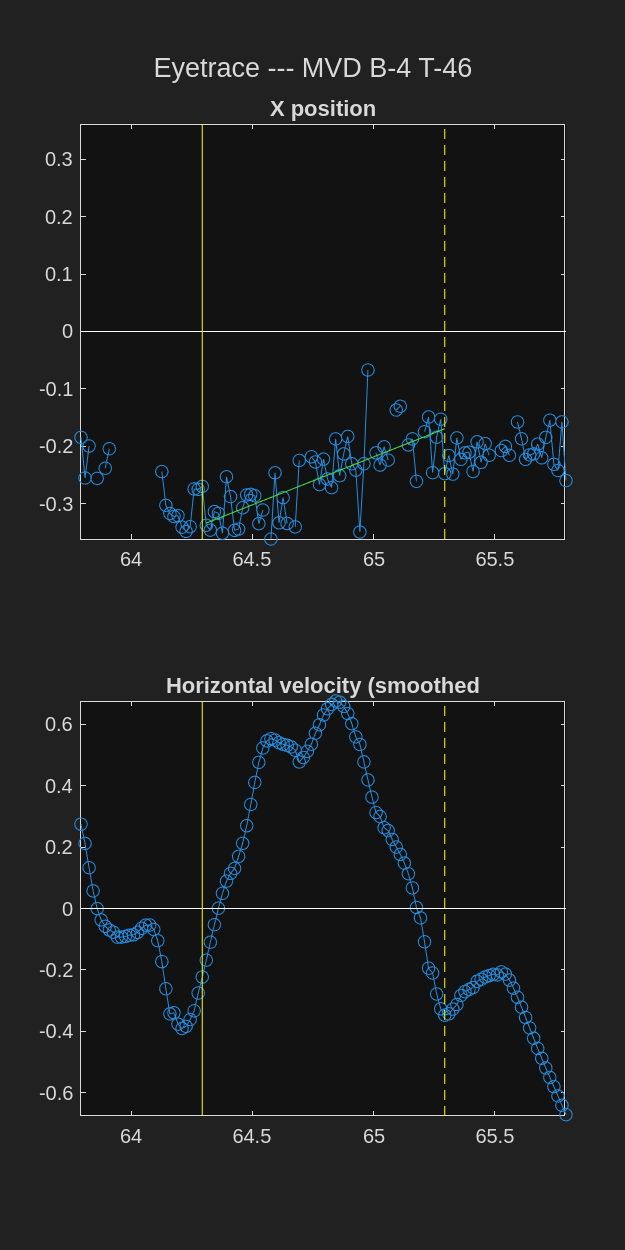 Eyetrace --- MVD B-4 T-46
X position
0.3
0.2
0.1
0
-0.1
-0.2
-0.3
64 64.5 65 65.5
Horizontal velocity (smoothed
0.6
0.4
0.2
0
-0.2
-0.4
-0.6
64 64.5 65 65.5